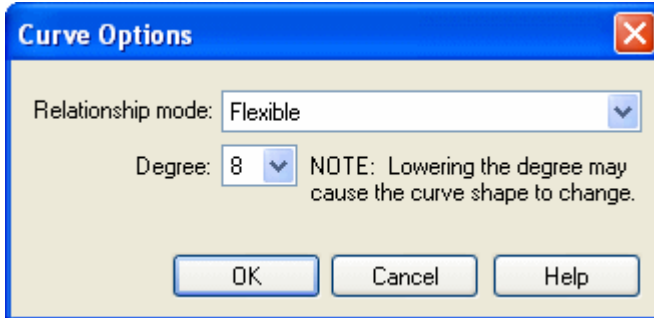 Curve Options
Relationship mode: Flexible
Degree: 8 NOTE: Lowering the degree may
cause the curve shape to change.
OK Cancel Help